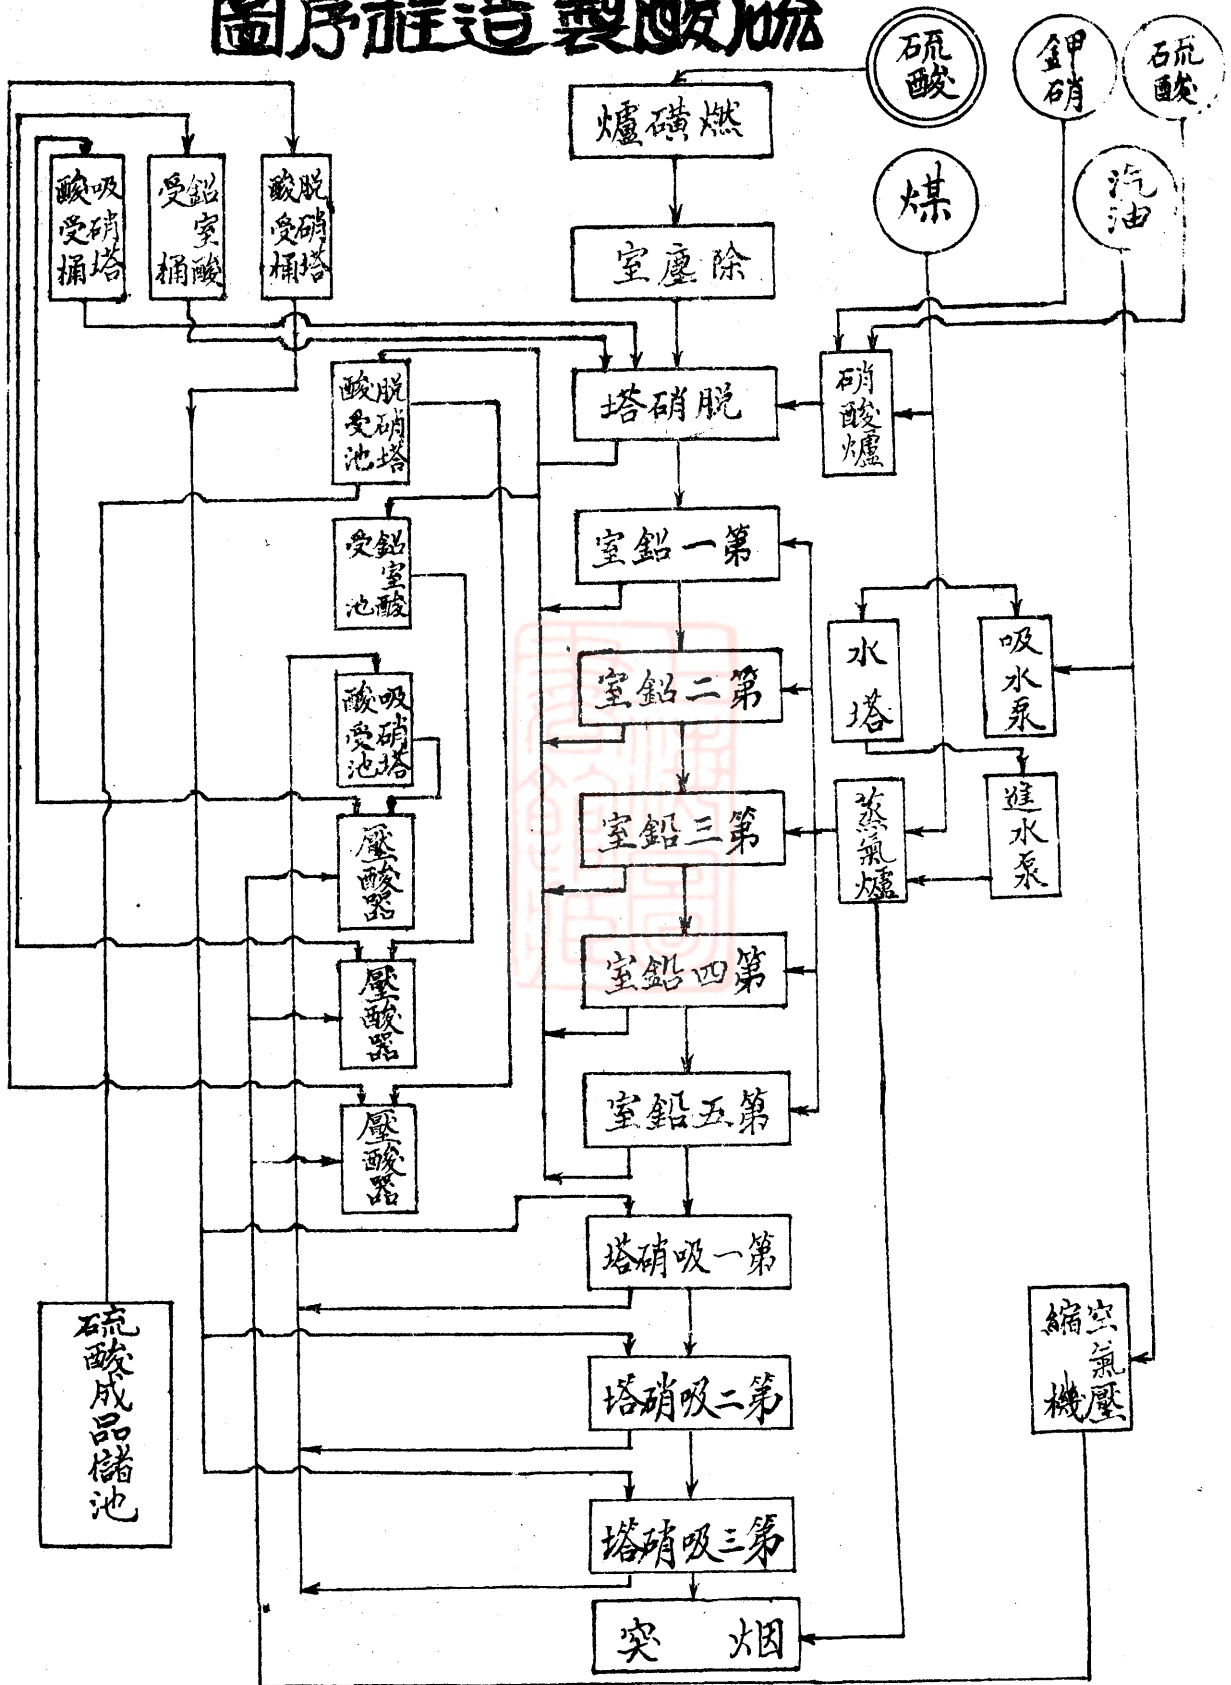 硫酸製造程序圖
硫酸
鉀硝
硫酸
煤
汽油
燃磺爐
除塵室
脱硝塔
第一鉛室
第二鉛室
第三鉛室
第四鉛室
第五鉛室
第一吸硝塔
第二吸硝塔
第三吸硝塔
烟突
硝酸爐
吸水泵
水塔
進水泵
蒸氣爐
空氣壓
縮機
脱硝塔
酸受桶
鉛室酸
受桶
吸硝塔
酸受桶
脱硝塔
酸受池
鉛室酸
受池
吸硝塔
酸受池
壓酸器
壓酸器
壓酸器
硫酸成品儲池